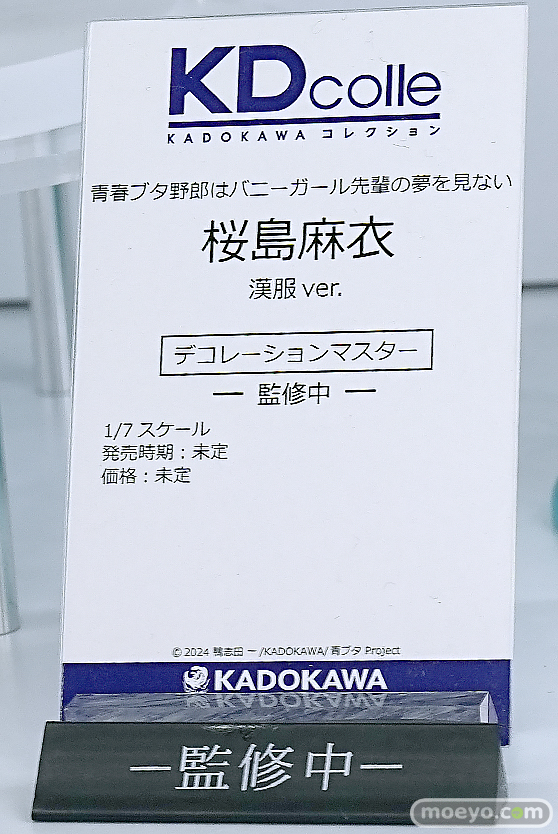 KDcolle
KADOKAWA コレクション
青春ブタ野郎はバニーガール先輩の夢を見ない
桜島麻衣
漢服 ver.
デコレーションマスター
― 監修中 ―
1/7 スケール
発売時期：未定
価格：未定
© 2024 鴨志田 一 /KADOKAWA/ 青ブタ Project
KADOKAWA
―監修中―
moeyo.com